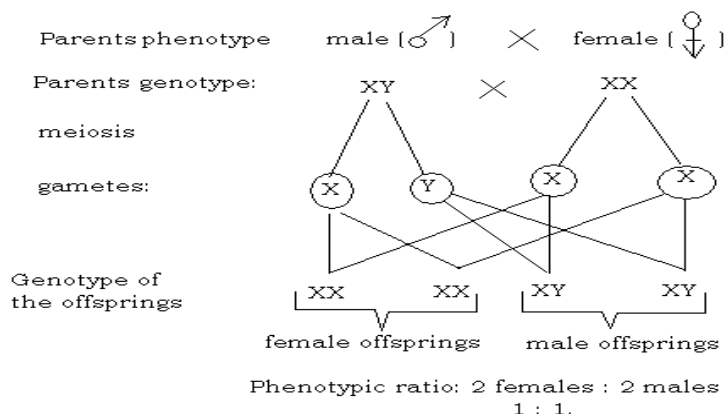 Parents phenotype male ( ♂ ) × female ( ♀ )
Parents genotype: XY × XX
meiosis
gametes: X Y X X
Genotype of
the offsprings
XX XX XY XY
female offsprings male offsprings
Phenotypic ratio: 2 females : 2 males
1 : 1.